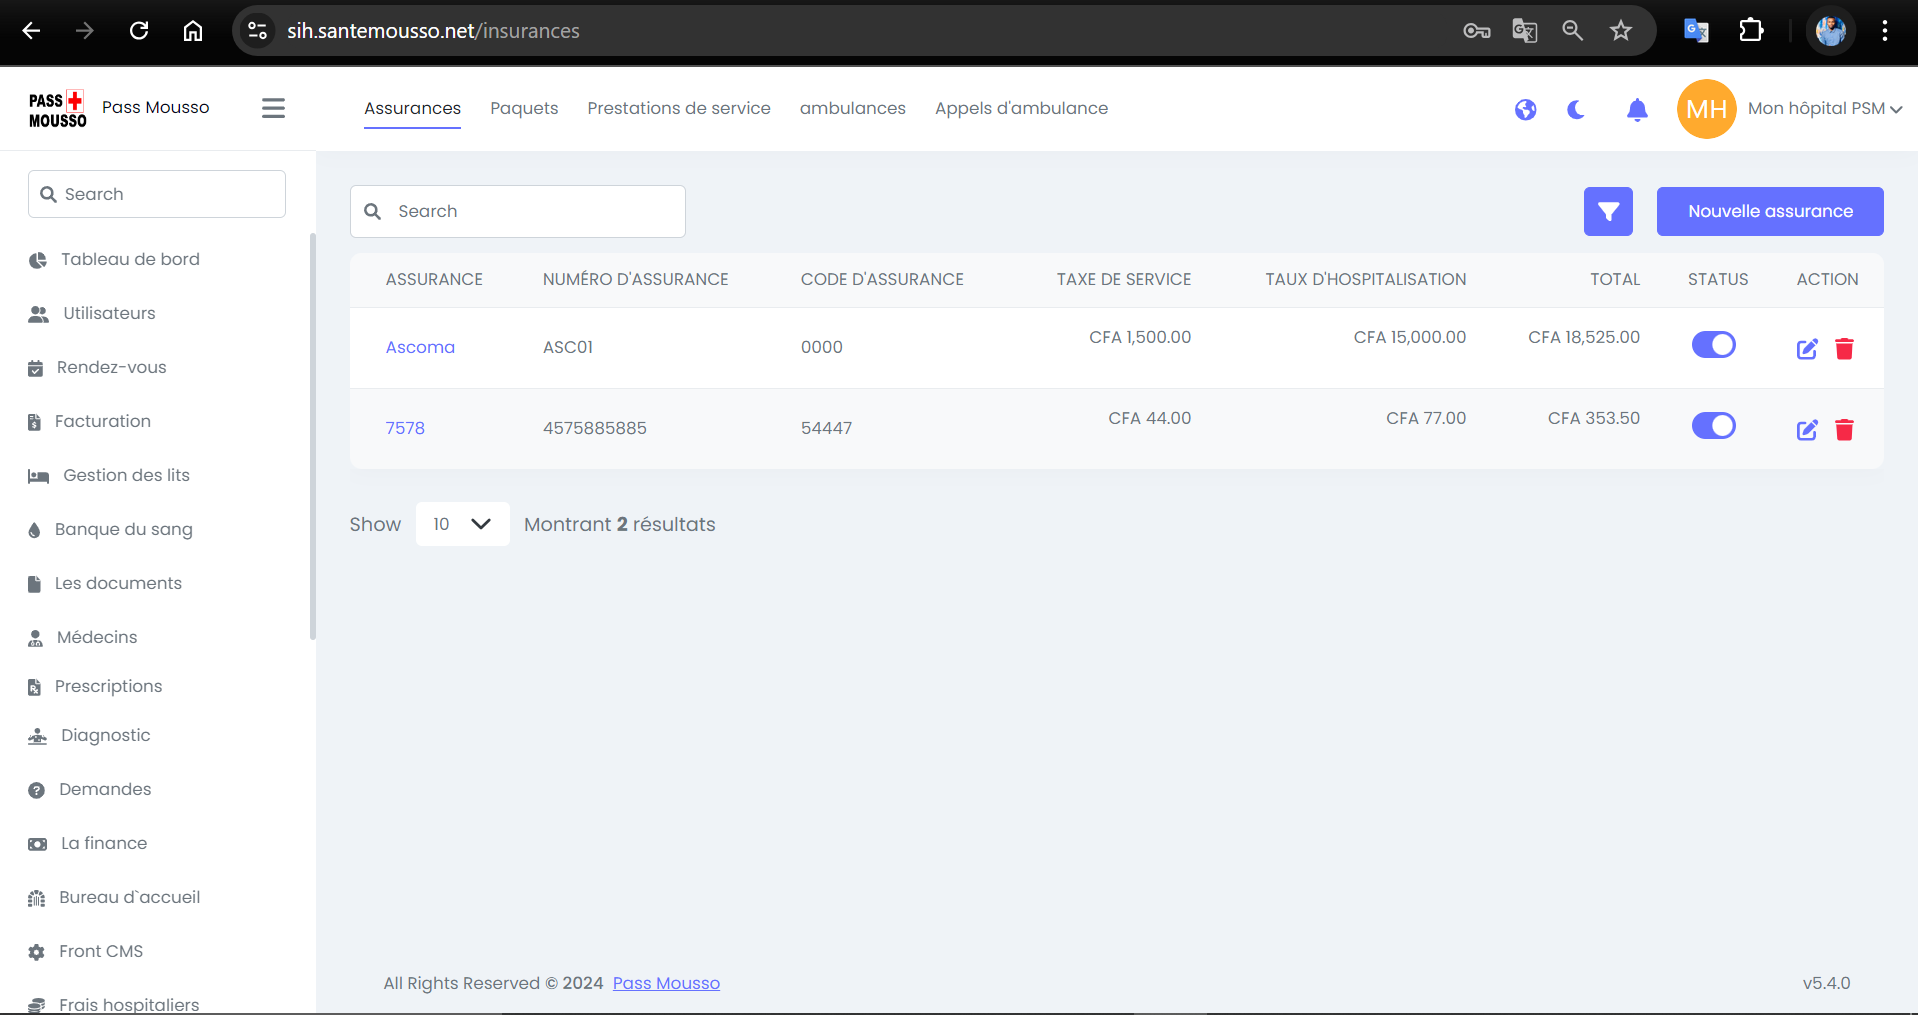 sih.santemousso.net/insurances
PASS MOUSSO
Pass Mousso
Assurances
Paquets
Prestations de service
ambulances
Appels d'ambulance
MH
Mon hôpital PSM
Search
Tableau de bord
Utilisateurs
Rendez-vous
Facturation
Gestion des lits
Banque du sang
Les documents
Médecins
Prescriptions
Diagnostic
Demandes
La finance
Bureau d`accueil
Front CMS
Frais hospitaliers
Search
Nouvelle assurance
ASSURANCE NUMÉRO D'ASSURANCE CODE D'ASSURANCE TAXE DE SERVICE TAUX D'HOSPITALISATION TOTAL STATUS ACTION
Ascoma ASC01 0000 CFA 1,500.00 CFA 15,000.00 CFA 18,525.00
7578 4575885885 54447 CFA 44.00 CFA 77.00 CFA 353.50
Show 10 Montrant 2 résultats
All Rights Reserved © 2024 Pass Mousso
v5.4.0